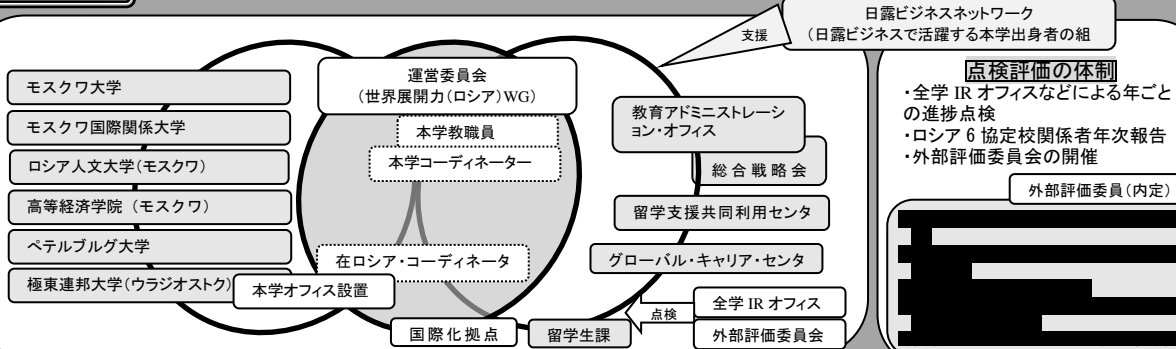 日露ビジネスネットワーク
(日露ビジネスで活躍する本学出身者の組
支援
モスクワ大学
モスクワ国際関係大学
ロシア人文大学(モスクワ)
高等経済学院 (モスクワ)
ペテルブルグ大学
極東連邦大学(ウラジオストク)
本学オフィス設置
運営委員会
(世界展開力(ロシア)WG)
本学教職員
本学コーディネーター
在ロシア・コーディネータ
国際化拠点
教育アドミニストレーシ
ョン・オフィス
総合戦略会
留学支援共同利用センタ
グローバル・キャリア・センタ
留学生課
点検
全学 IR オフィス
外部評価委員会
点検評価の体制
・全学 IR オフィスなどによる年ごと
の進捗点検
・ロシア 6 協定校関係者年次報告
・外部評価委員会の開催
外部評価委員(内定)